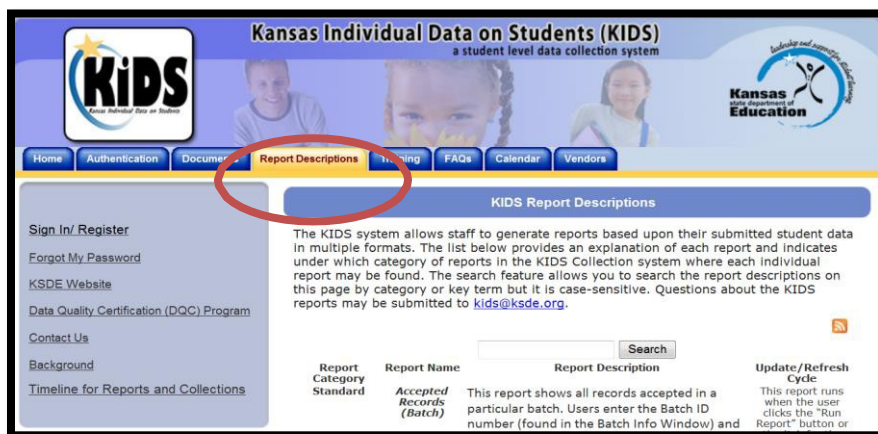 Kansas Individual Data on Students (KIDS)
a student level data collection system
KiDS
Kansas Individual Data on Students
Kansas
state department of
Education
Home
Authentication
Report Descriptions
FAQs
Calendar
Vendors
Sign In/ Register
Forgot My Password
KSDE Website
Data Quality Certification (DQC) Program
Contact Us
Background
Timeline for Reports and Collections
KIDS Report Descriptions
The KIDS system allows staff to generate reports based upon their submitted student data
in multiple formats. The list below provides an explanation of each report and indicates
under which category of reports in the KIDS Collection system where each individual
report may be found. The search feature allows you to search the report descriptions on
this page by category or key term but it is case-sensitive. Questions about the KIDS
reports may be submitted to kids@ksde.org.
Search
Report
Category
Report Name
Report Description
Update/Refresh
Cycle
Standard
Accepted
Records
(Batch)
This report shows all records accepted in a
particular batch. Users enter the Batch ID
number (found in the Batch Info Window) and
This report runs
when the user
clicks the "Run
Report" button or